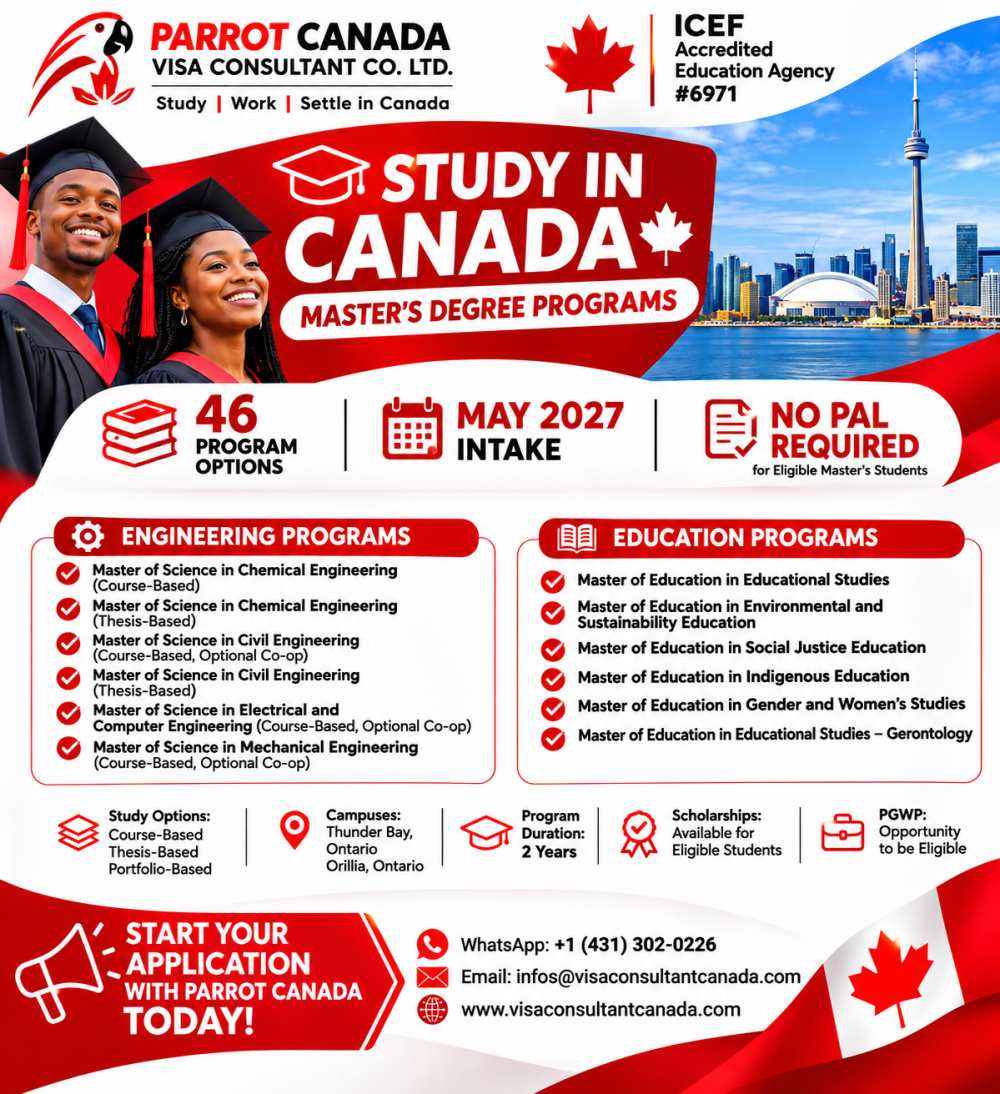 PARROT CANADA
VISA CONSULTANT CO. LTD.
Study | Work | Settle in Canada
ICEF
Accredited
Education Agency
#6971
STUDY IN
CANADA
MASTER'S DEGREE PROGRAMS
46
PROGRAM
OPTIONS
MAY 2027
INTAKE
NO PAL
REQUIRED
for Eligible Master's Students
ENGINEERING PROGRAMS
Master of Science in Chemical Engineering
(Course-Based)
Master of Science in Chemical Engineering
(Thesis-Based)
Master of Science in Civil Engineering
(Course-Based, Optional Co-op)
Master of Science in Civil Engineering
(Thesis-Based)
Master of Science in Electrical and
Computer Engineering (Course-Based, Optional Co-op)
Master of Science in Mechanical Engineering
(Course-Based, Optional Co-op)
EDUCATION PROGRAMS
Master of Education in Educational Studies
Master of Education in Environmental and
Sustainability Education
Master of Education in Social Justice Education
Master of Education in Indigenous Education
Master of Education in Gender and Women's Studies
Master of Education in Educational Studies – Gerontology
Study Options:
Course-Based
Thesis-Based
Portfolio-Based
Campuses:
Thunder Bay,
Ontario
Orillia, Ontario
Program
Duration:
2 Years
Scholarships:
Available for
Eligible Students
PGWP:
Opportunity
to be Eligible
START YOUR
APPLICATION
WITH PARROT CANADA
TODAY!
WhatsApp: +1 (431) 302-0226
Email: infos@visaconsultantcanada.com
www.visaconsultantcanada.com